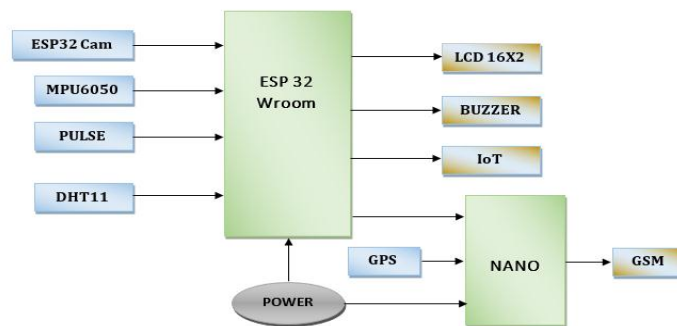 ESP32 Cam
MPU6050
PULSE
DHT11
ESP 32
Wroom
LCD 16X2
BUZZER
IoT
GPS
NANO
GSM
POWER